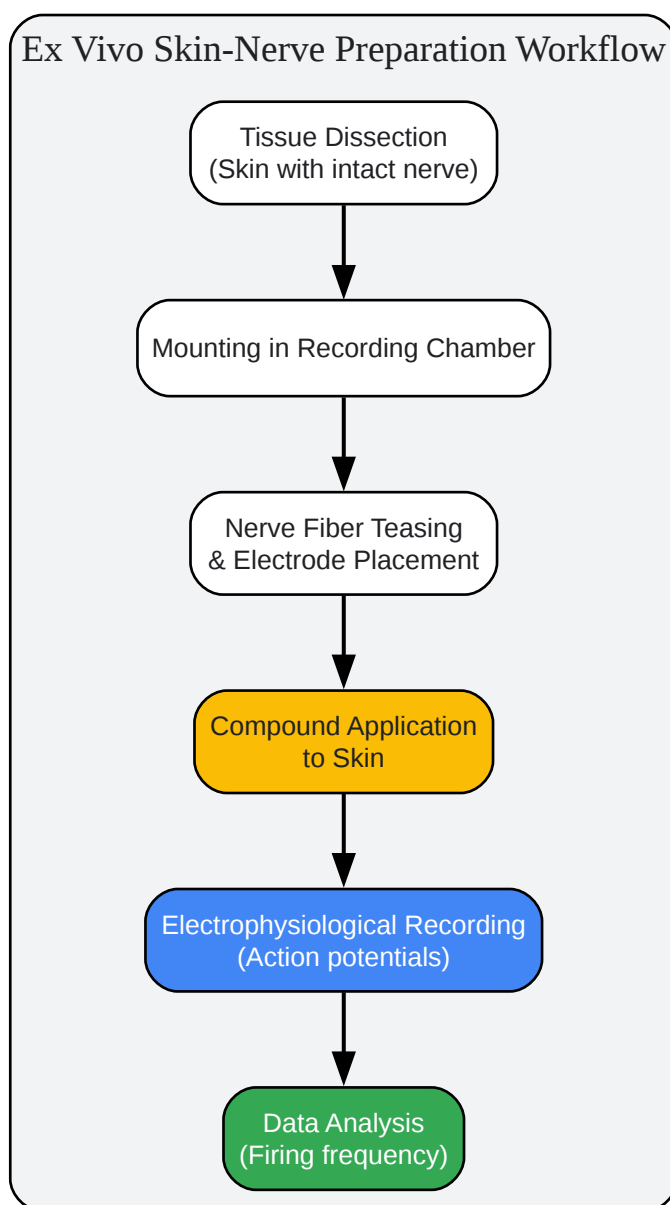 Ex Vivo Skin-Nerve Preparation Workflow
Tissue Dissection
(Skin with intact nerve)
Mounting in Recording Chamber
Nerve Fiber Teasing
& Electrode Placement
Compound Application
to Skin
Electrophysiological Recording
(Action potentials)
Data Analysis
(Firing frequency)